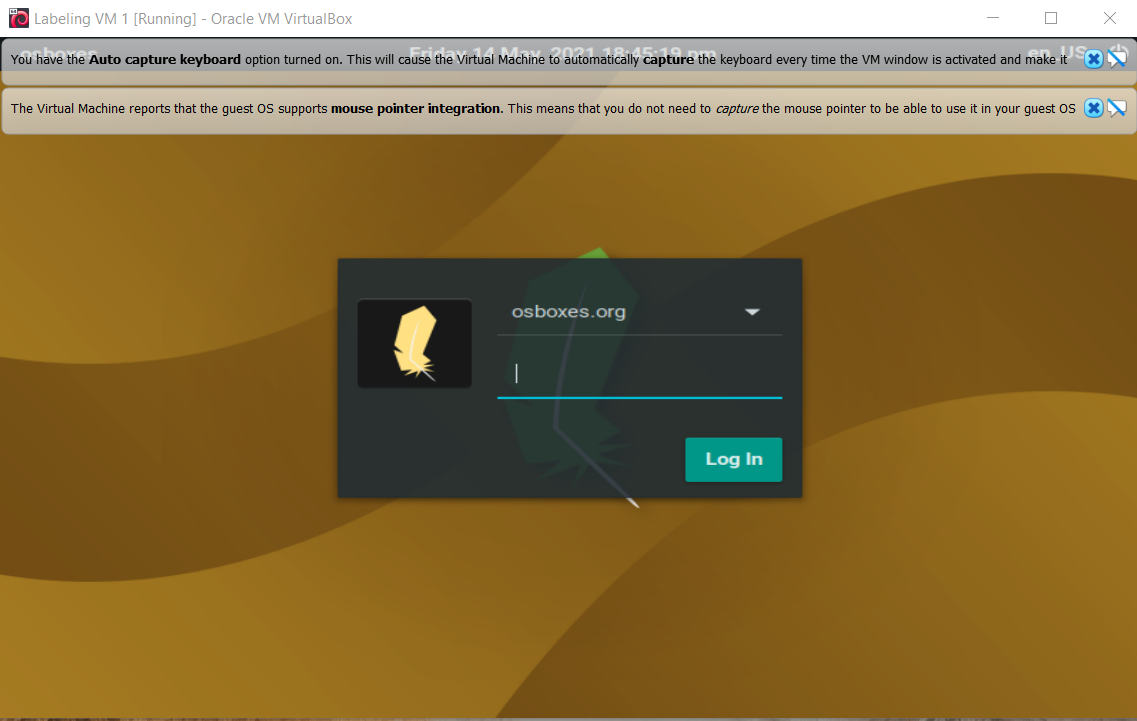 Labeling VM 1 [Running] - Oracle VM VirtualBox
osboxes Friday 14 May, 2021 18:45:19 pm en_US
You have the Auto capture keyboard option turned on. This will cause the Virtual Machine to automatically capture the keyboard every time the VM window is activated and make it
The Virtual Machine reports that the guest OS supports mouse pointer integration. This means that you do not need to capture the mouse pointer to be able to use it in your guest OS
osboxes.org
Log In